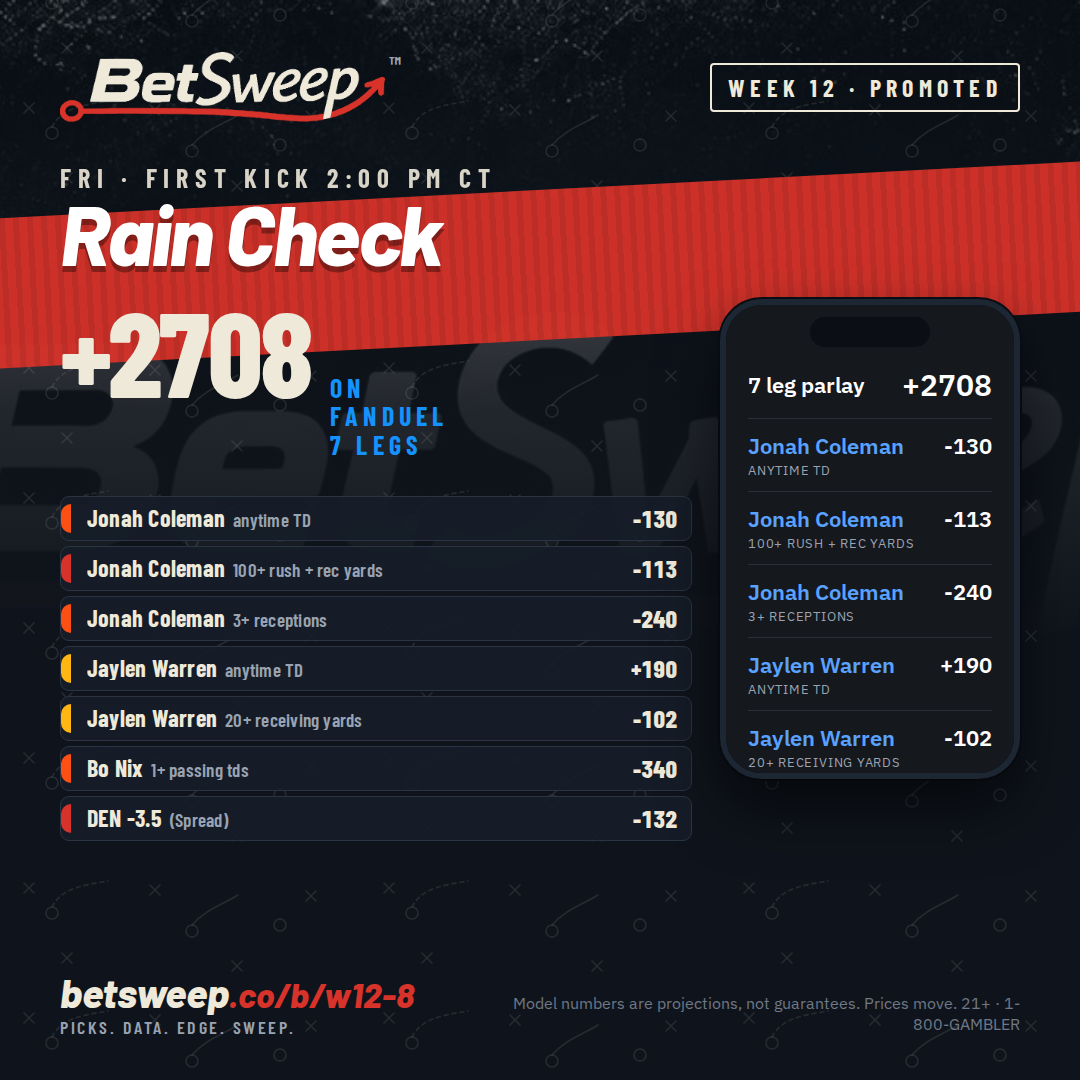 BetSweep™
WEEK 12 · PROMOTED
FRI · FIRST KICK 2:00 PM CT
Rain Check
+2708
ON
FANDUEL
7 LEGS
Jonah Coleman anytime TD -130
Jonah Coleman 100+ rush + rec yards -113
Jonah Coleman 3+ receptions -240
Jaylen Warren anytime TD +190
Jaylen Warren 20+ receiving yards -102
Bo Nix 1+ passing tds -340
DEN -3.5 (Spread) -132
7 leg parlay +2708
Jonah Coleman -130
ANYTIME TD
Jonah Coleman -113
100+ RUSH + REC YARDS
Jonah Coleman -240
3+ RECEPTIONS
Jaylen Warren +190
ANYTIME TD
Jaylen Warren -102
20+ RECEIVING YARDS
betsweep.co/b/w12-8
PICKS. DATA. EDGE. SWEEP.
Model numbers are projections, not guarantees. Prices move. 21+ · 1-
800-GAMBLER